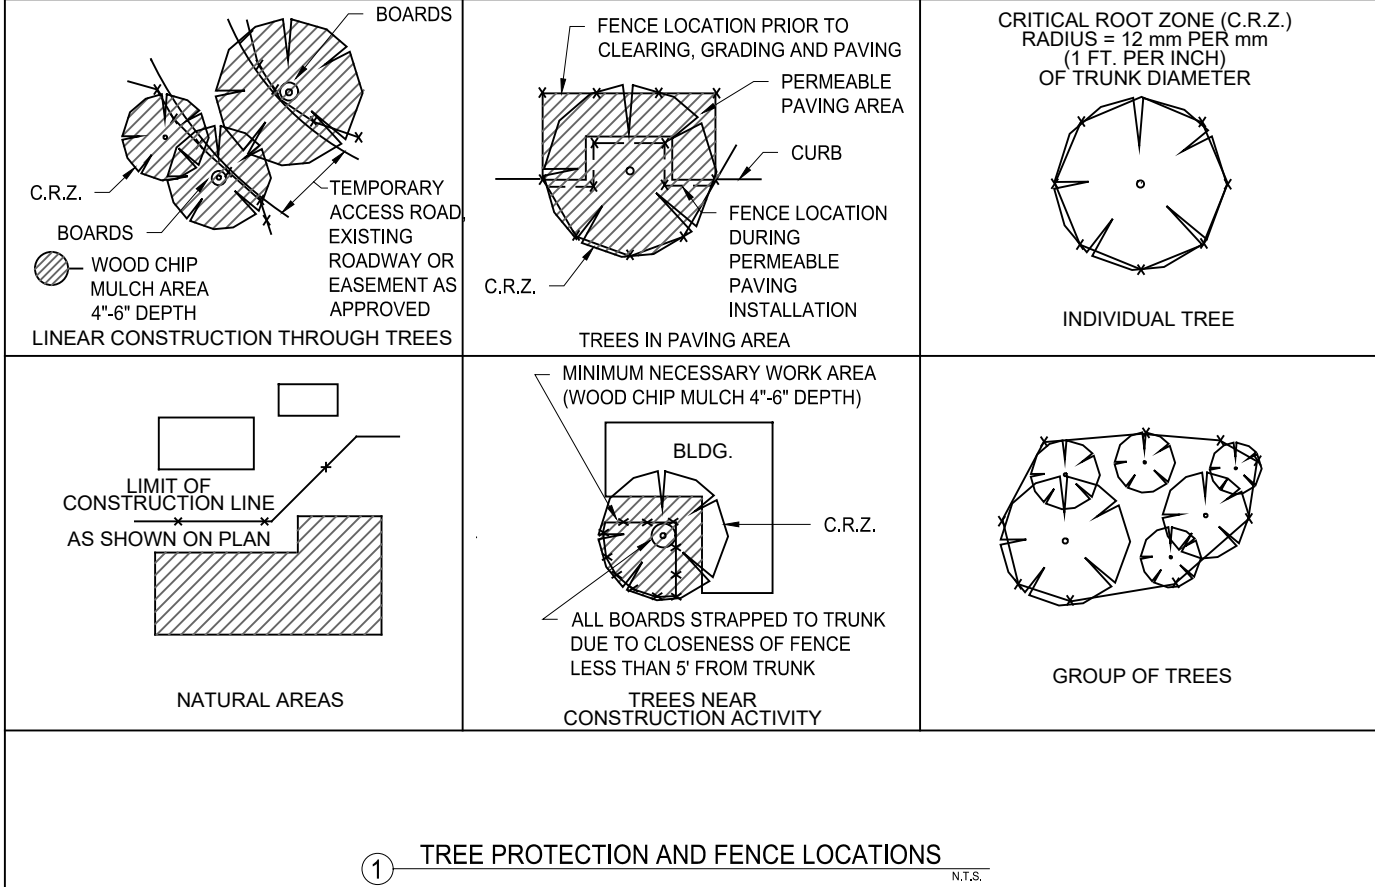 BOARDS
C.R.Z.
BOARDS
WOOD CHIP
MULCH AREA
4"-6" DEPTH
TEMPORARY
ACCESS ROAD,
EXISTING
ROADWAY OR
EASEMENT AS
APPROVED
LINEAR CONSTRUCTION THROUGH TREES
FENCE LOCATION PRIOR TO
CLEARING, GRADING AND PAVING
PERMEABLE
PAVING AREA
CURB
FENCE LOCATION
DURING
PERMEABLE
PAVING
INSTALLATION
C.R.Z.
TREES IN PAVING AREA
CRITICAL ROOT ZONE (C.R.Z.)
RADIUS = 12 mm PER mm
(1 FT. PER INCH)
OF TRUNK DIAMETER
INDIVIDUAL TREE
LIMIT OF
CONSTRUCTION LINE
AS SHOWN ON PLAN
NATURAL AREAS
MINIMUM NECESSARY WORK AREA
(WOOD CHIP MULCH 4"-6" DEPTH)
BLDG.
C.R.Z.
ALL BOARDS STRAPPED TO TRUNK
DUE TO CLOSENESS OF FENCE
LESS THAN 5' FROM TRUNK
TREES NEAR
CONSTRUCTION ACTIVITY
GROUP OF TREES
1 TREE PROTECTION AND FENCE LOCATIONS
N.T.S.